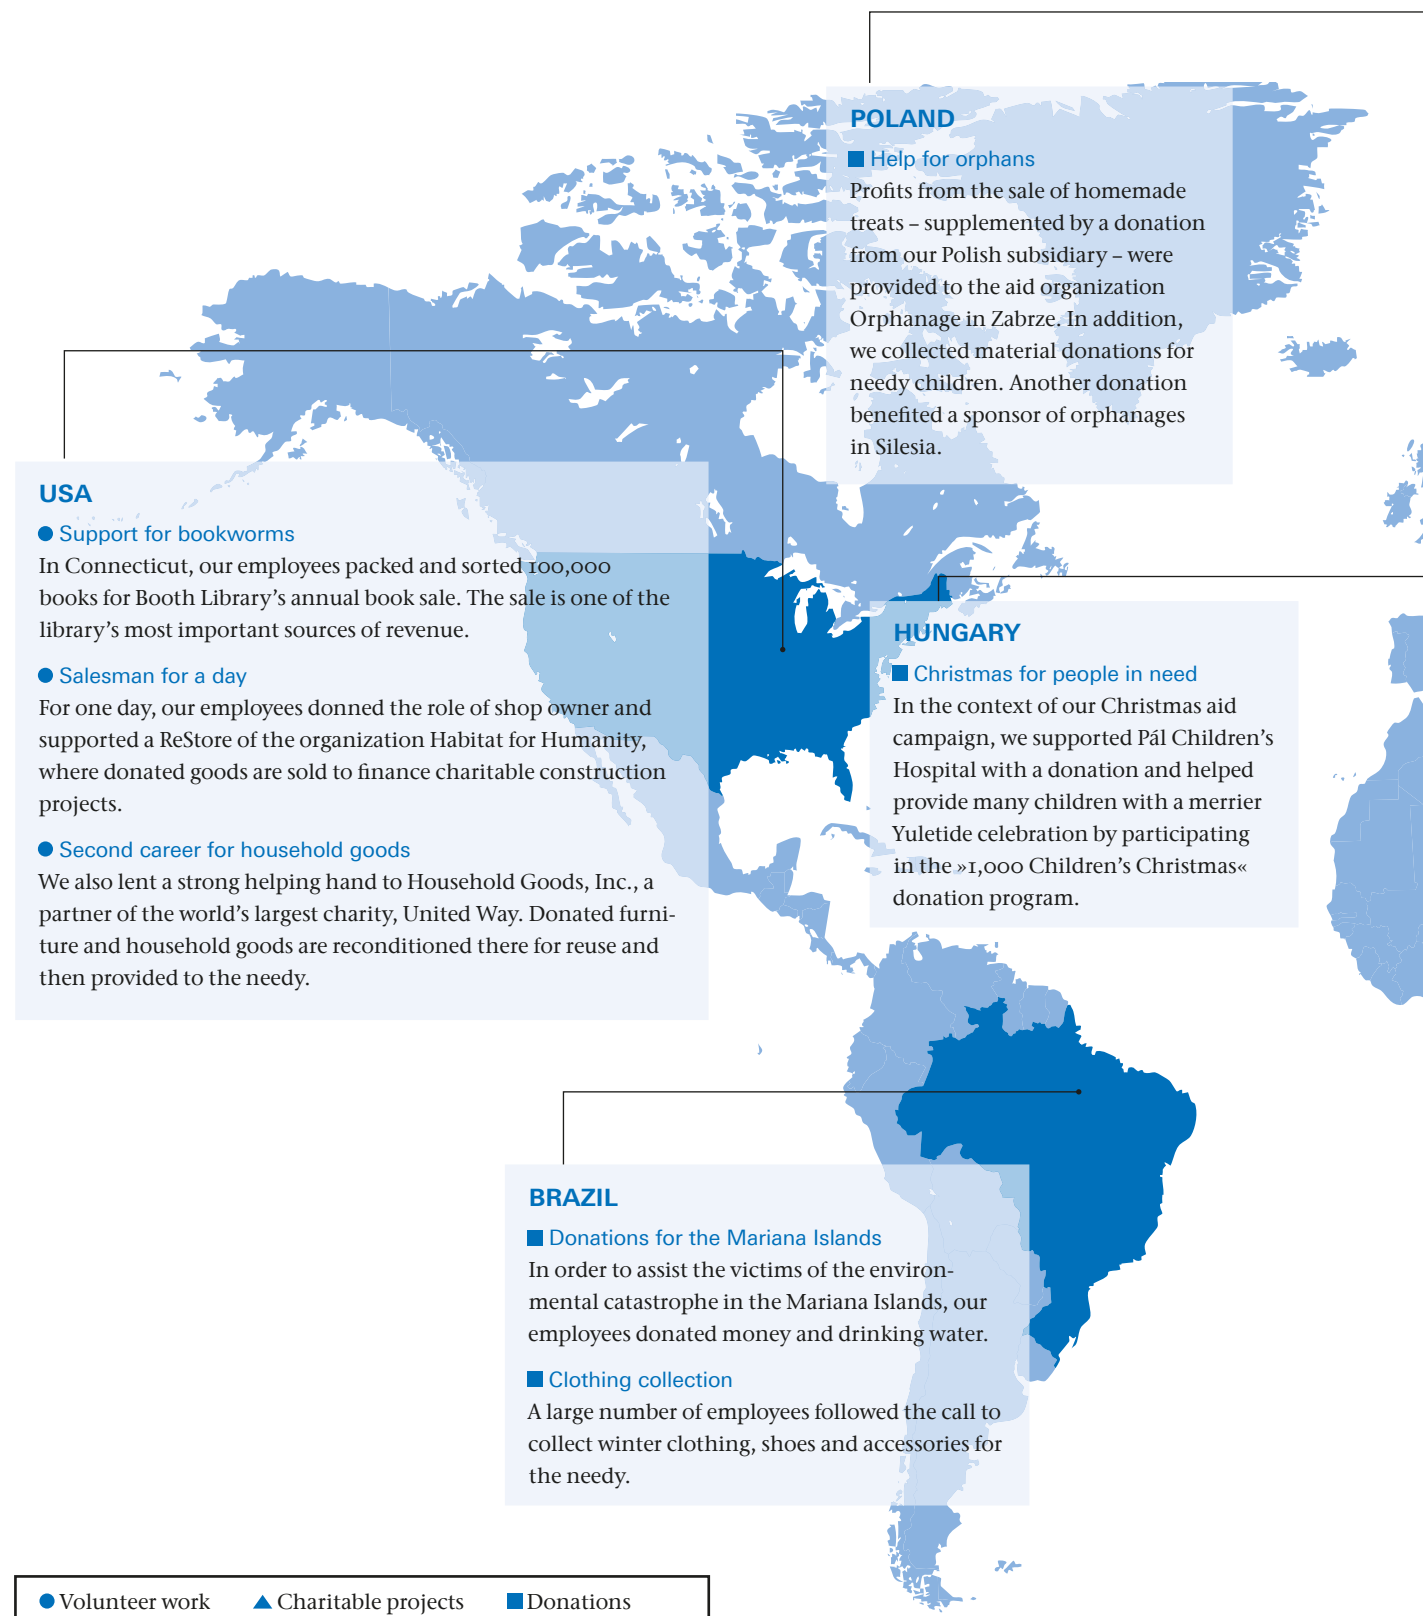 POLAND
■ Help for orphans
Profits from the sale of homemade
treats – supplemented by a donation
from our Polish subsidiary – were
provided to the aid organization
Orphanage in Zabrze. In addition,
we collected material donations for
needy children. Another donation
benefited a sponsor of orphanages
in Silesia.
USA
● Support for bookworms
In Connecticut, our employees packed and sorted 100,000
books for Booth Library’s annual book sale. The sale is one of the
library’s most important sources of revenue.
● Salesman for a day
For one day, our employees donned the role of shop owner and
supported a ReStore of the organization Habitat for Humanity,
where donated goods are sold to finance charitable construction
projects.
● Second career for household goods
We also lent a strong helping hand to Household Goods, Inc., a
partner of the world’s largest charity, United Way. Donated furni-
ture and household goods are reconditioned there for reuse and
then provided to the needy.
HUNGARY
■ Christmas for people in need
In the context of our Christmas aid
campaign, we supported Pál Children’s
Hospital with a donation and helped
provide many children with a merrier
Yuletide celebration by participating
in the »1,000 Children’s Christmas«
donation program.
BRAZIL
■ Donations for the Mariana Islands
In order to assist the victims of the environ-
mental catastrophe in the Mariana Islands, our
employees donated money and drinking water.
■ Clothing collection
A large number of employees followed the call to
collect winter clothing, shoes and accessories for
the needy.
● Volunteer work ▲ Charitable projects ■ Donations